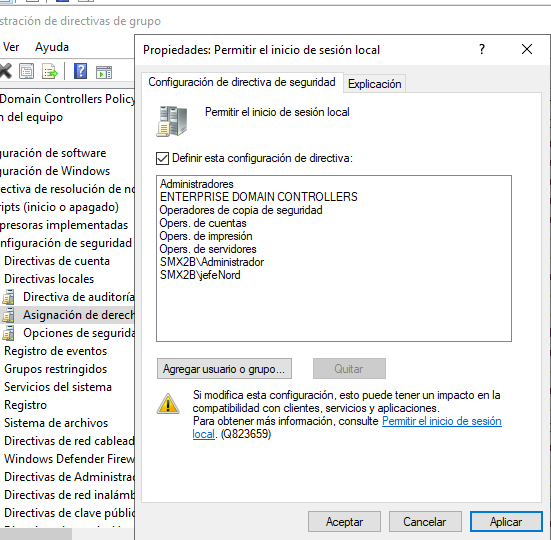 stración de directivas de grupo
Ver Ayuda
Domain Controllers Policy
n del equipo
guración de software
guración de Windows
ectiva de resolución de no
ripts (inicio o apagado)
presoras implementadas
nfiguración de seguridad
Directivas de cuenta
Directivas locales
Directiva de auditoría
Asignación de derech
Opciones de segurida
Registro de eventos
Grupos restringidos
Servicios del sistema
Registro
Sistema de archivos
Directivas de red cablead
Windows Defender Firew
Directivas de Administrad
Directivas de red inalámb
Directivas de clave públic
Propiedades: Permitir el inicio de sesión local
?
Configuración de directiva de seguridad Explicación
Permitir el inicio de sesión local
Definir esta configuración de directiva:
Administradores
ENTERPRISE DOMAIN CONTROLLERS
Operadores de copia de seguridad
Opers. de cuentas
Opers. de impresión
Opers. de servidores
SMX2B\Administrador
SMX2B\jefeNord
Agregar usuario o grupo... Quitar
Si modifica esta configuración, esto puede tener un impacto en la
compatibilidad con clientes, servicios y aplicaciones.
Para obtener más información, consulte Permitir el inicio de sesión
local. (Q823659)
Aceptar Cancelar Aplicar